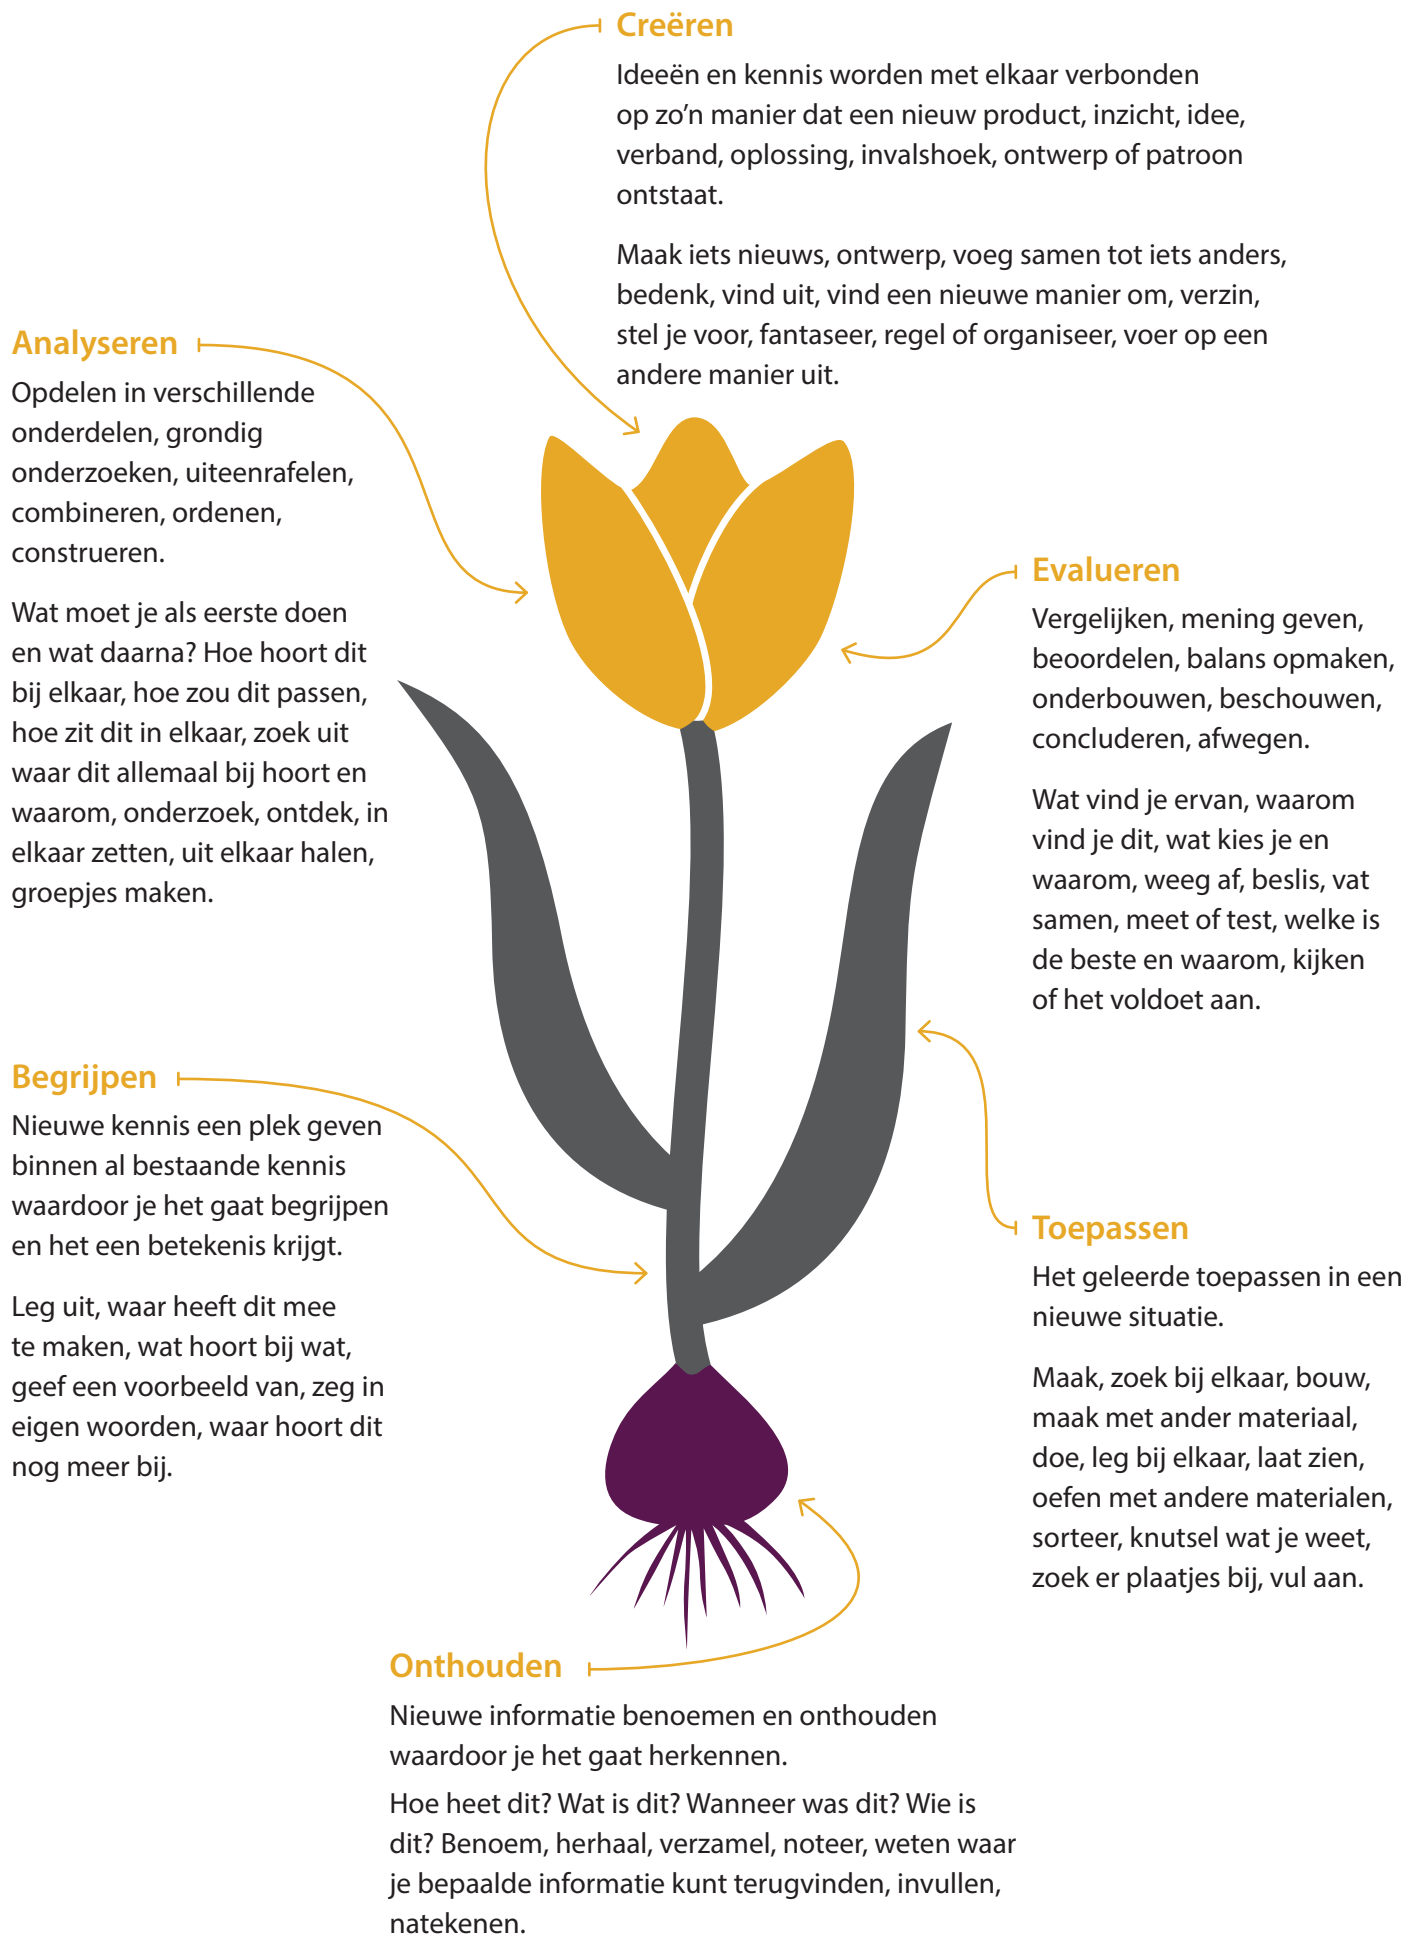 Creëren
Ideeën en kennis worden met elkaar verbonden
op zo’n manier dat een nieuw product, inzicht, idee,
verband, oplossing, invalshoek, ontwerp of patroon
ontstaat.
Maak iets nieuws, ontwerp, voeg samen tot iets anders,
bedenk, vind uit, vind een nieuwe manier om, verzin,
stel je voor, fantaseer, regel of organiseer, voer op een
andere manier uit.
Analyseren
Opdelen in verschillende
onderdelen, grondig
onderzoeken, uiteenrafelen,
combineren, ordenen,
construeren.
Wat moet je als eerste doen
en wat daarna? Hoe hoort dit
bij elkaar, hoe zou dit passen,
hoe zit dit in elkaar, zoek uit
waar dit allemaal bij hoort en
waarom, onderzoek, ontdek, in
elkaar zetten, uit elkaar halen,
groepjes maken.
Evalueren
Vergelijken, mening geven,
beoordelen, balans opmaken,
onderbouwen, beschouwen,
concluderen, afwegen.
Wat vind je ervan, waarom
vind je dit, wat kies je en
waarom, weeg af, beslis, vat
samen, meet of test, welke is
de beste en waarom, kijken
of het voldoet aan.
Begrijpen
Nieuwe kennis een plek geven
binnen al bestaande kennis
waardoor je het gaat begrijpen
en het een betekenis krijgt.
Leg uit, waar heeft dit mee
te maken, wat hoort bij wat,
geef een voorbeeld van, zeg in
eigen woorden, waar hoort dit
nog meer bij.
Toepassen
Het geleerde toepassen in een
nieuwe situatie.
Maak, zoek bij elkaar, bouw,
maak met ander materiaal,
doe, leg bij elkaar, laat zien,
oefen met andere materialen,
sorteer, knutsel wat je weet,
zoek er plaatjes bij, vul aan.
Onthouden
Nieuwe informatie benoemen en onthouden
waardoor je het gaat herkennen.
Hoe heet dit? Wat is dit? Wanneer was dit? Wie is
dit? Benoem, herhaal, verzamel, noteer, weten waar
je bepaalde informatie kunt terugvinden, invullen,
natekenen.